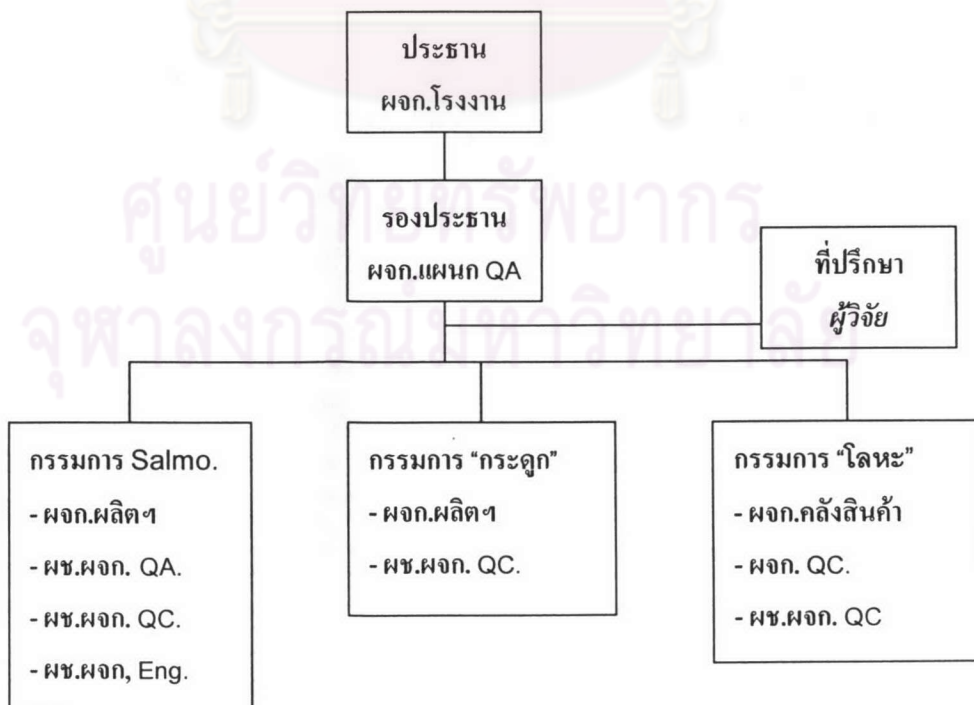 ประธาน
ผจก.โรงงาน
รองประธาน
ผจก.แผนก QA
ที่ปรึกษา
ผู้วิจัย
กรรมการ Salmo.
- ผจก.ผลิตฯ
- ผช.ผจก. QA.
- ผช.ผจก. QC.
- ผช.ผจก, Eng.
กรรมการ “กระดูก”
- ผจก.ผลิตฯ
- ผช.ผจก. QC.
กรรมการ “โลหะ”
- ผจก.คลังสินค้า
- ผจก. QC.
- ผช.ผจก. QC
ศูนย์วิทยทรัพยากร
จุฬาลงกรณ์มหาวิทยาลัย